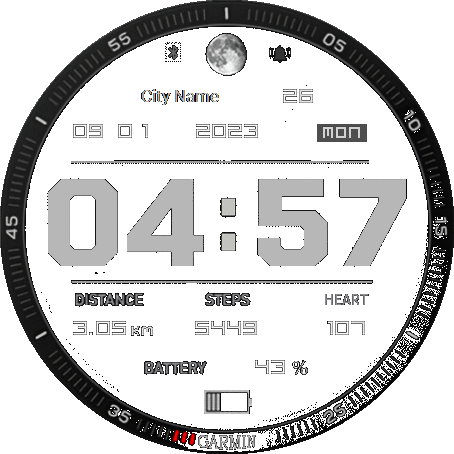 55
05
City Name 26
10
09 01 2023 MON
45
04:57
15
DISTANCE STEPS HEART
3.05 KM 5449 107
BATTERY 43 %
35
25
GARMIN